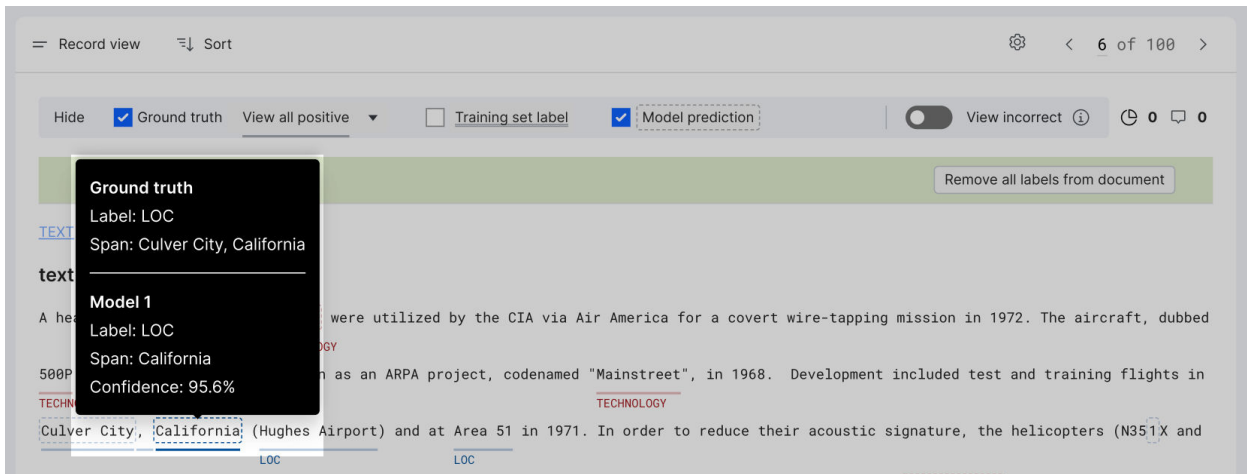 Record view Sort 6 of 100
Hide Ground truth View all positive Training set label Model prediction View incorrect 0 0
Remove all labels from document
Ground truth
Label: LOC
Span: Culver City, California
TEXT
text
Model 1
Label: LOC
Span: California
Confidence: 95.6%
A were utilized by the CIA via Air America for a covert wire-tapping mission in 1972. The aircraft, dubbed
500P as an ARPA project, codenamed "Mainstreet", in 1968. Development included test and training flights in
TECHNOLOGY
Culver City, California (Hughes Airport) and at Area 51 in 1971. In order to reduce their acoustic signature, the helicopters (N351X and
LOC LOC